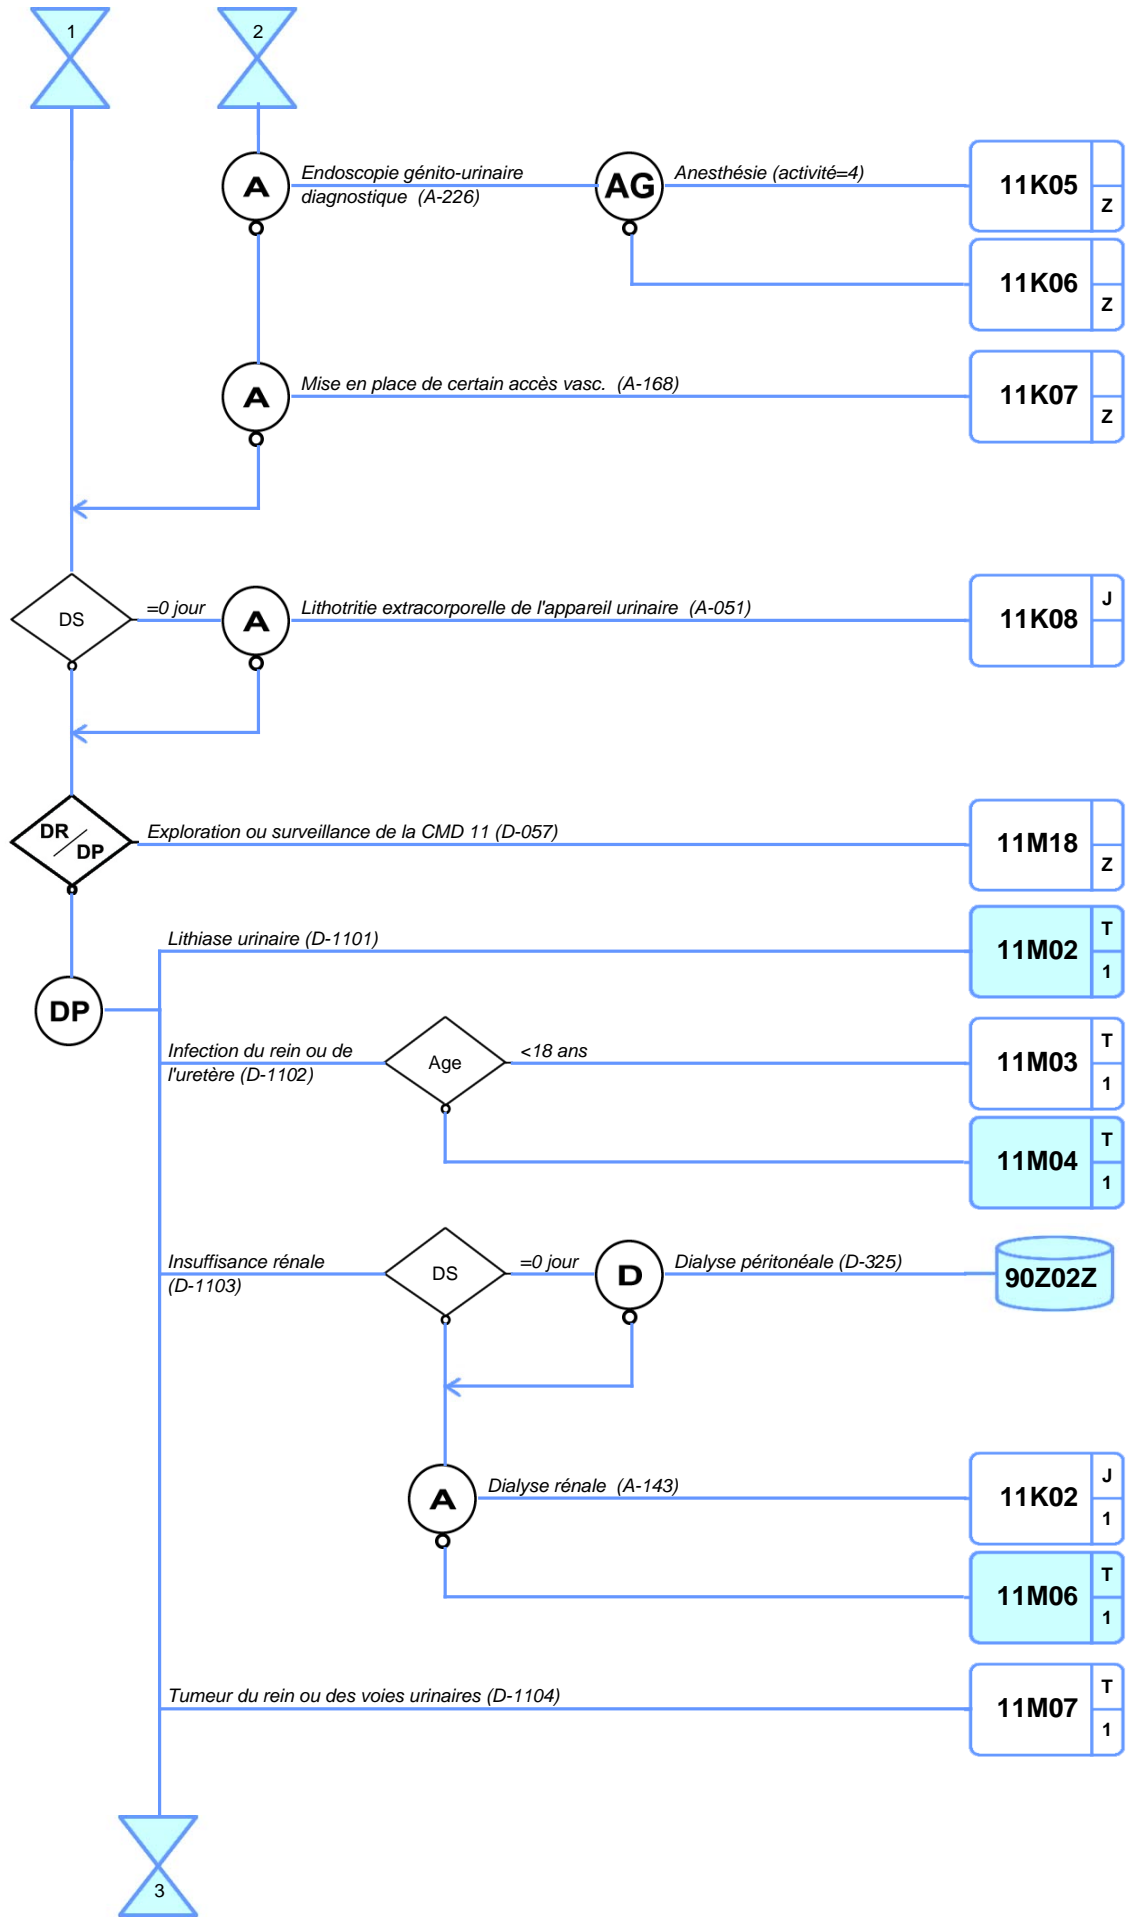 1
2
A
Endoscopie génito-urinaire
diagnostique (A-226)
AG
Anesthésie (activité=4)
11K05
Z
11K06
Z
A
Mise en place de certain accès vasc. (A-168)
11K07
Z
DS
=0 jour
A
Lithotritie extracorporelle de l'appareil urinaire (A-051)
11K08
J
DR/DP
Exploration ou surveillance de la CMD 11 (D-057)
11M18
Z
DP
Lithiase urinaire (D-1101)
11M02
T
1
Infection du rein ou de
l'uretère (D-1102)
Age
<18 ans
11M03
T
1
11M04
T
1
Insuffisance rénale
(D-1103)
DS
=0 jour
D
Dialyse péritonéale (D-325)
90Z02Z
A
Dialyse rénale (A-143)
11K02
J
1
11M06
T
1
Tumeur du rein ou des voies urinaires (D-1104)
11M07
T
1
3